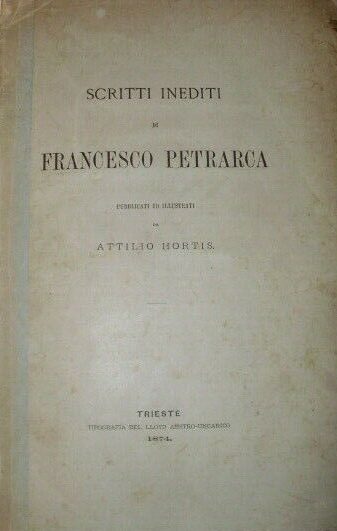 SCRITTI INEDITI
DI
FRANCESCO PETRARCA
PUBBLICATI ED ILLUSTRATI
DA
ATTILIO HORTIS.
TRIESTE
TIPOGRAFIA DEL LLOYD AUSTRO-UNGARICO
1874.